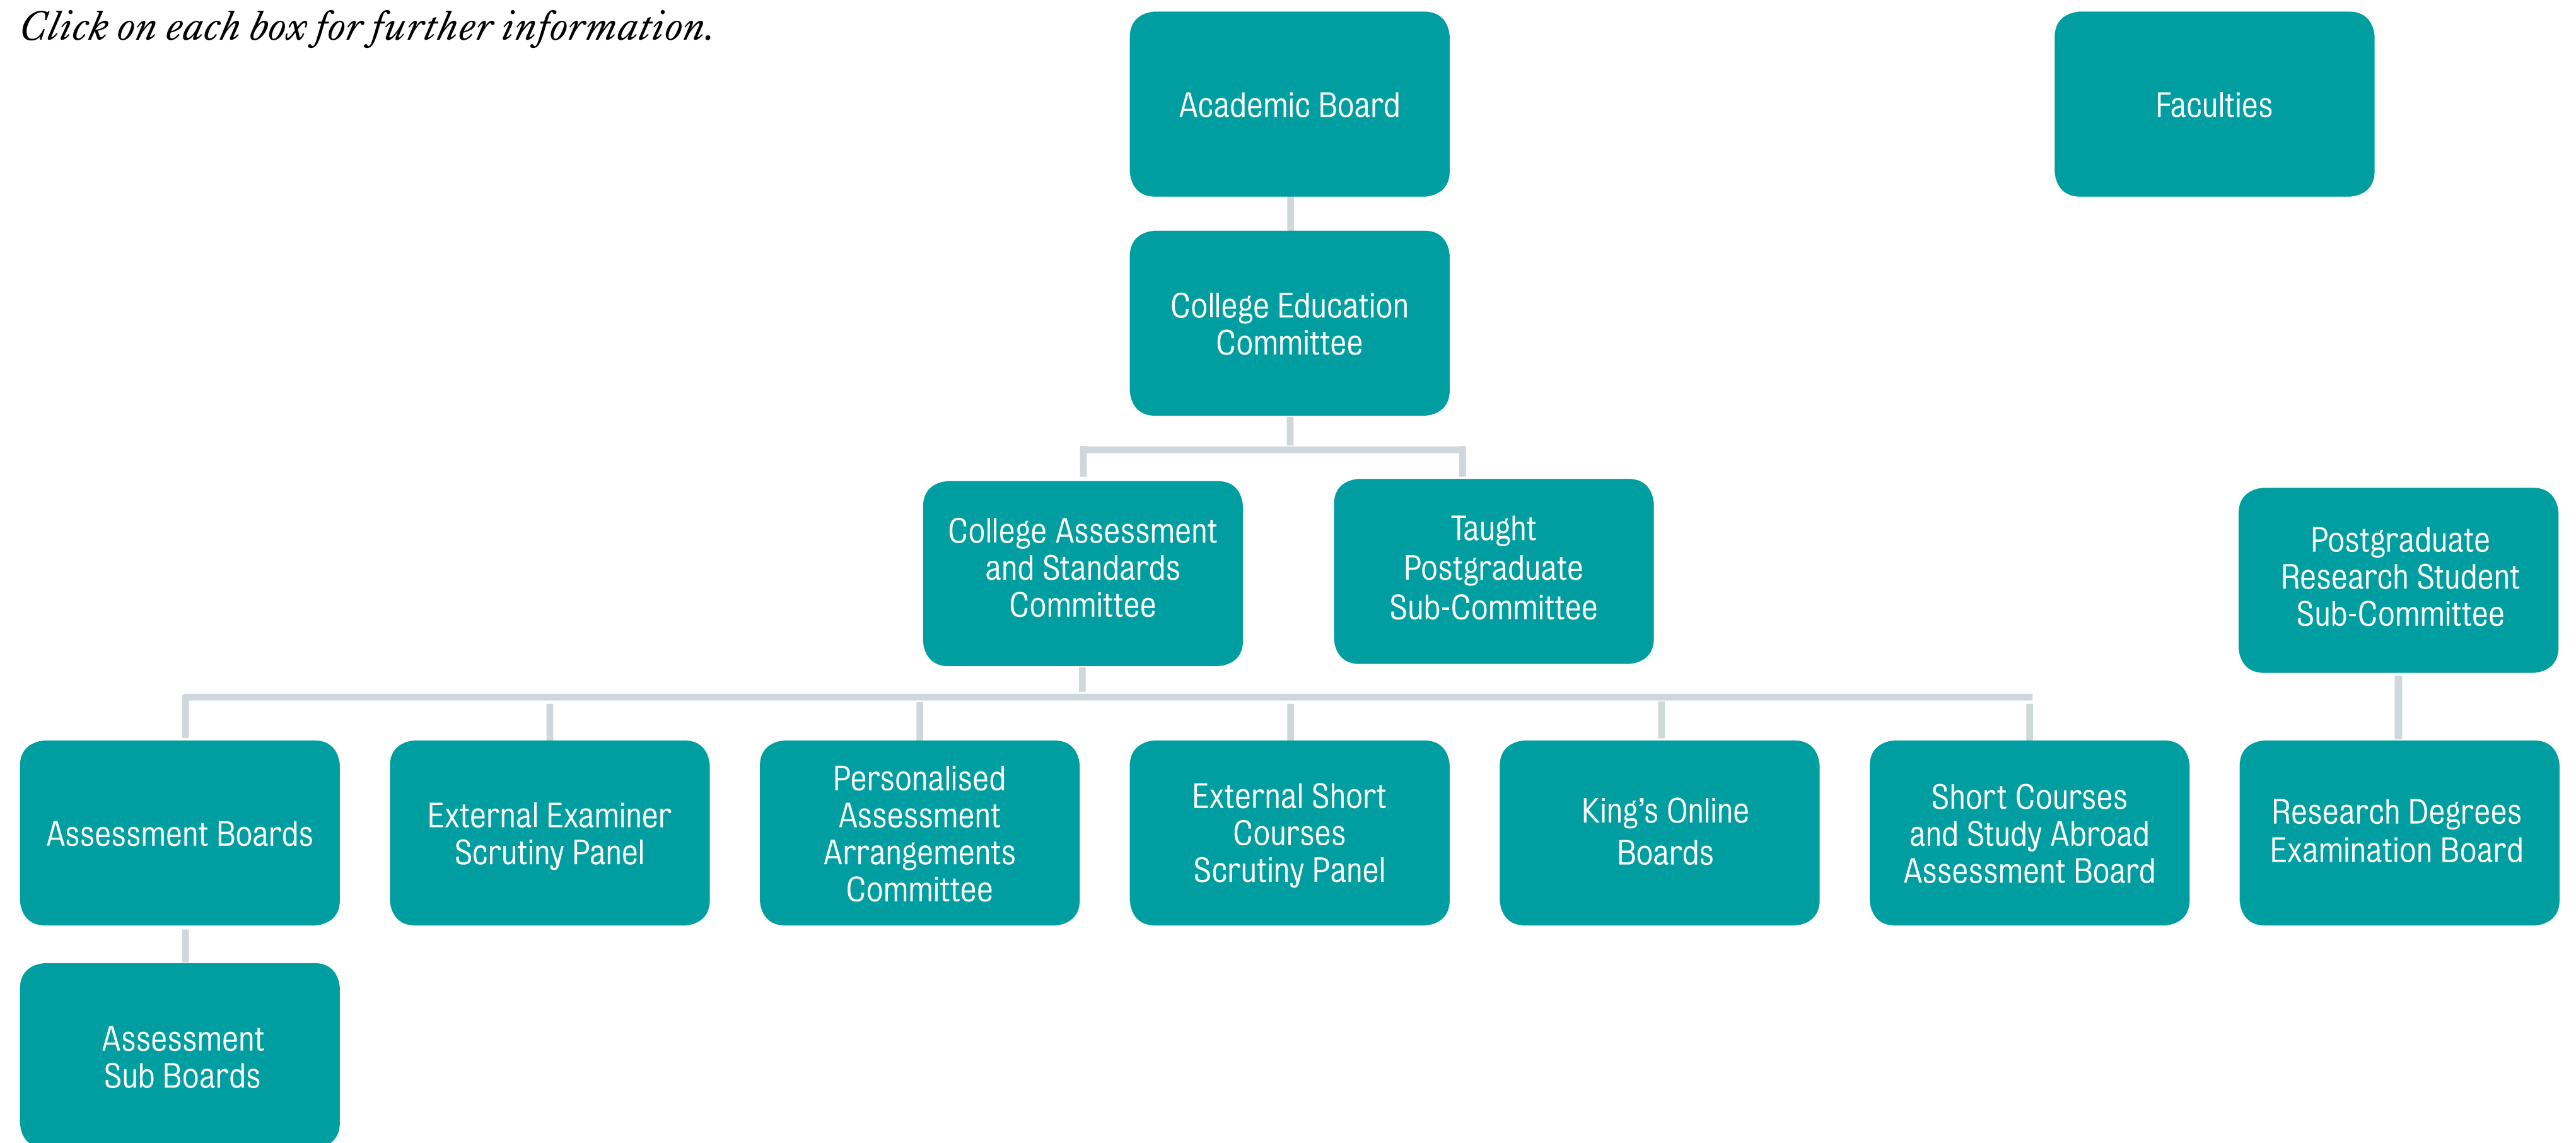 Click on each box for further information.
Academic Board
Faculties
College Education
Committee
College Assessment
and Standards
Committee
Taught
Postgraduate
Sub-Committee
Postgraduate
Research Student
Sub-Committee
Assessment Boards
External Examiner
Scrutiny Panel
Personalised
Assessment
Arrangements
Committee
External Short
Courses
Scrutiny Panel
King’s Online
Boards
Short Courses
and Study Abroad
Assessment Board
Research Degrees
Examination Board
Assessment
Sub Boards